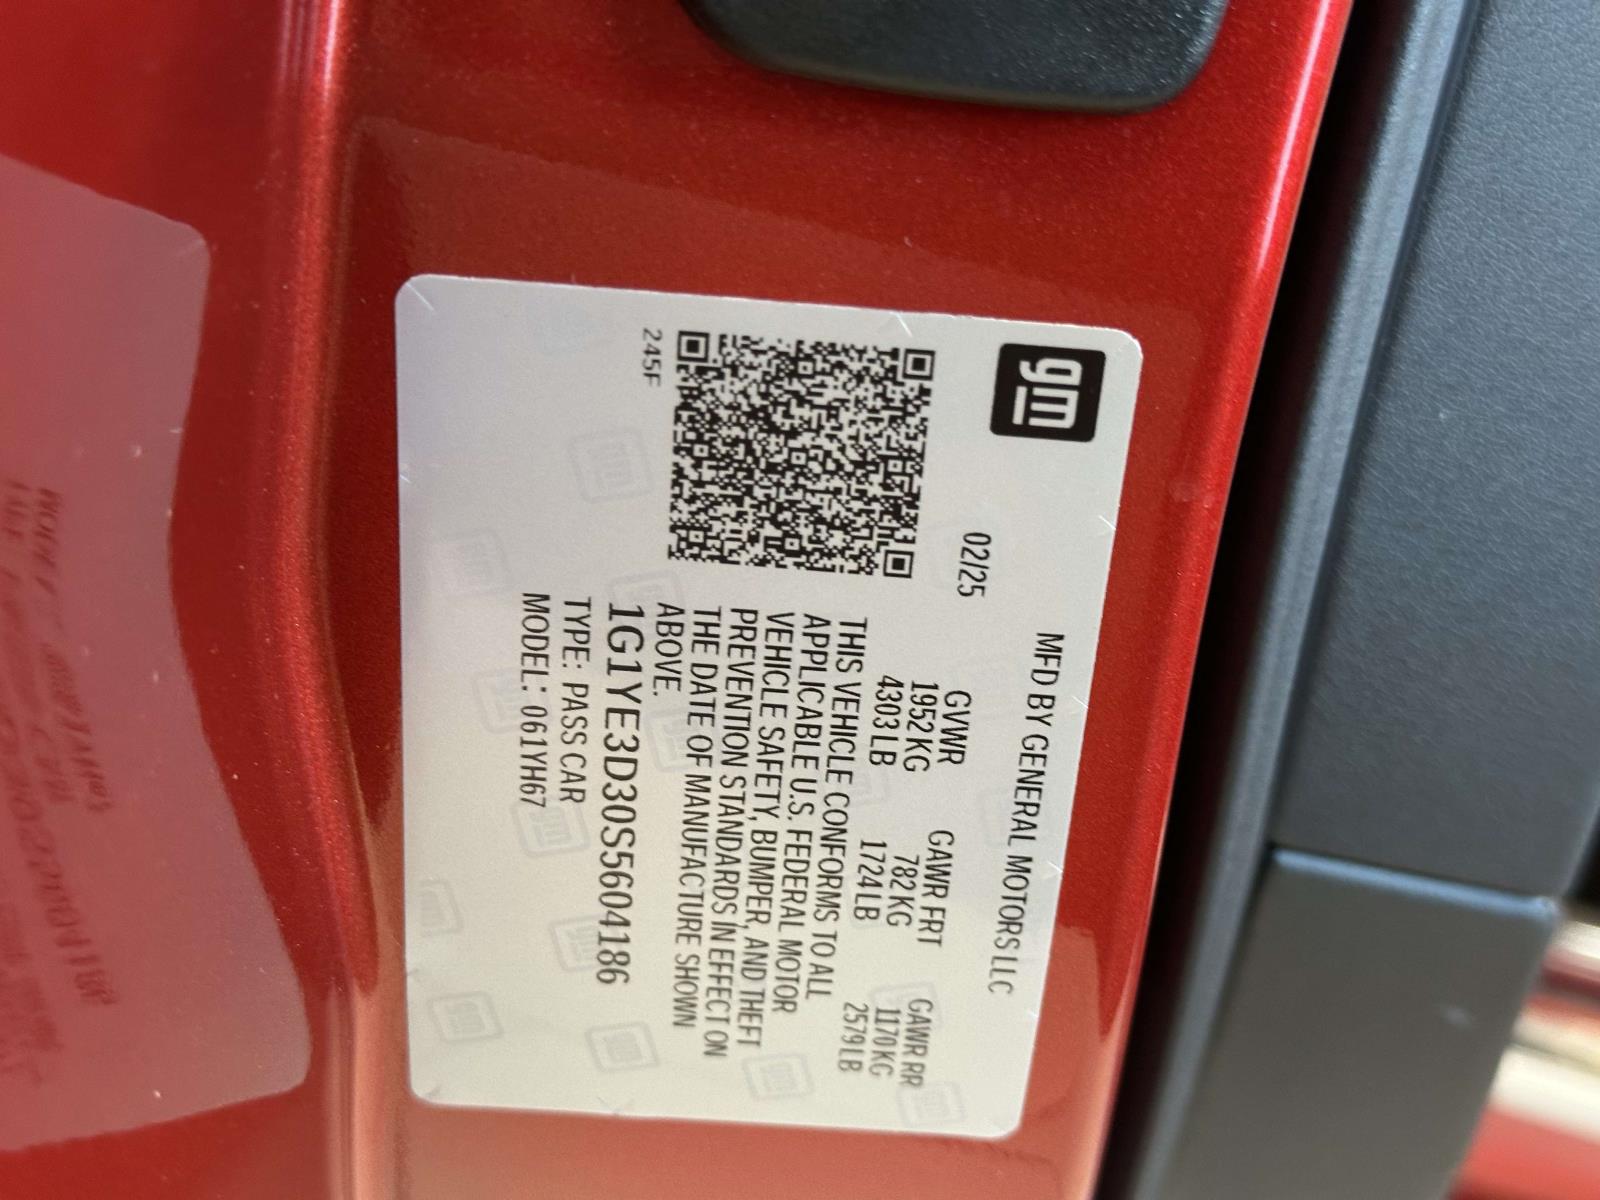 gm
MFD BY GENERAL MOTORS LLC
02/25
GVWR GAWR FRT GAWR RR
1952KG 782KG 1170KG
4303LB 1724LB 2579LB
THIS VEHICLE CONFORMS TO ALL
APPLICABLE U.S. FEDERAL MOTOR
VEHICLE SAFETY, BUMPER, AND THEFT
PREVENTION STANDARDS IN EFFECT ON
THE DATE OF MANUFACTURE SHOWN
ABOVE.
1G1YE3D30S5604186
TYPE: PASS CAR
MODEL: 061YH67
245F